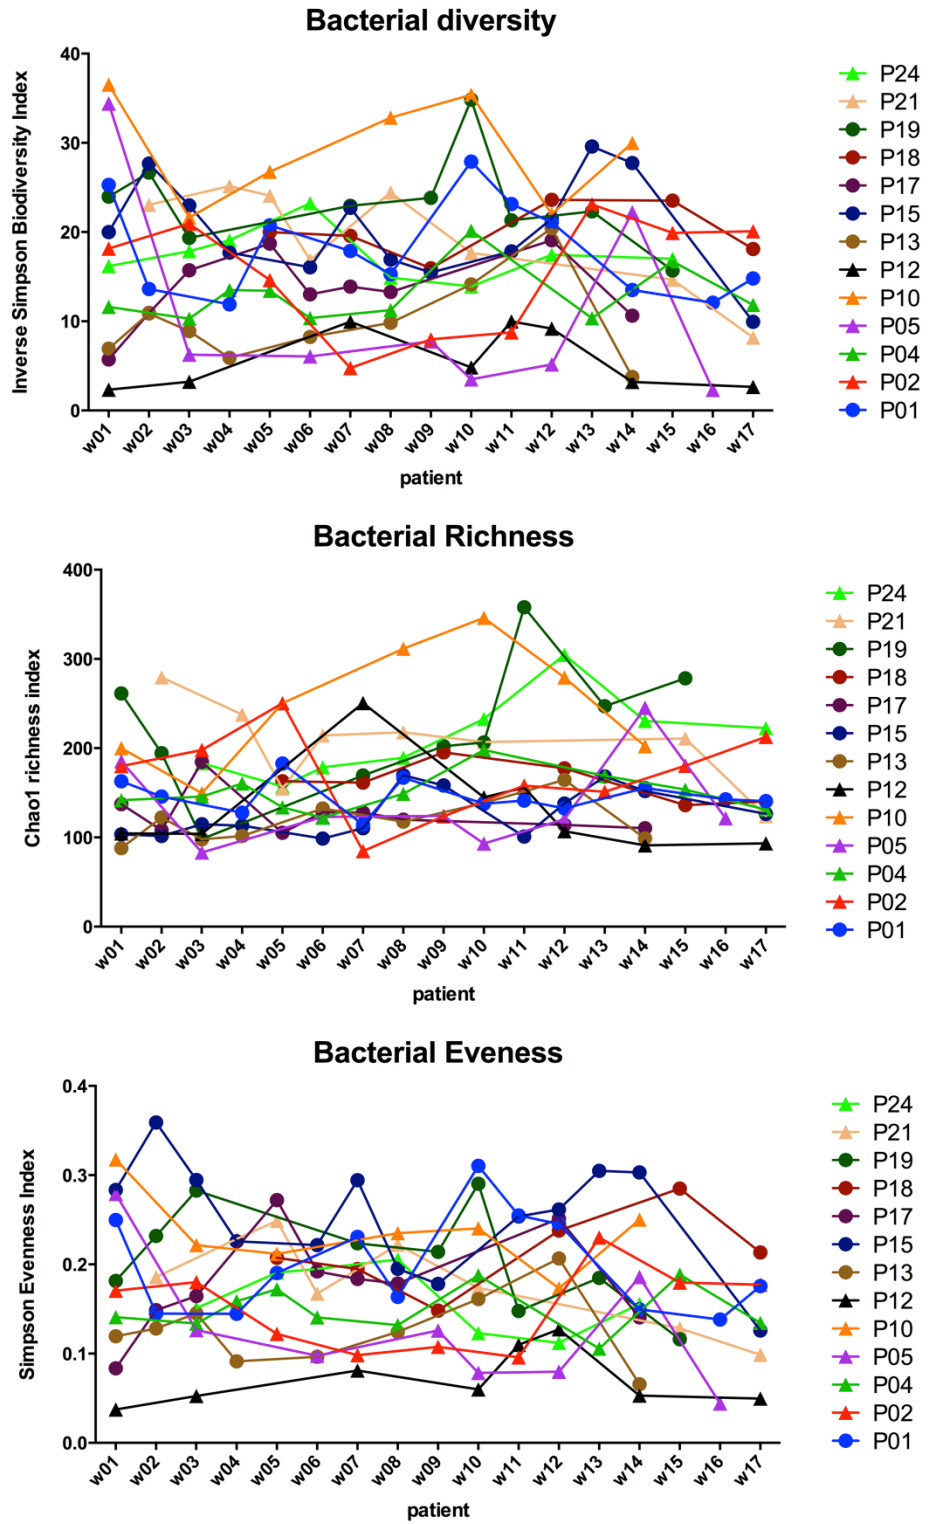 Bacterial diversity
Inverse Simpson Biodiversity Index
40
30
20
10
0
w01 w02 w03 w04 w05 w06 w07 w08 w09 w10 w11 w12 w13 w14 w15 w16 w17
patient
P24
P21
P19
P18
P17
P15
P13
P12
P10
P05
P04
P02
P01
Bacterial Richness
Chao1 richness index
400
300
200
100
0
w01 w02 w03 w04 w05 w06 w07 w08 w09 w10 w11 w12 w13 w14 w15 w16 w17
patient
P24
P21
P19
P18
P17
P15
P13
P12
P10
P05
P04
P02
P01
Bacterial Eveness
Simpson Evenness Index
0.4
0.3
0.2
0.1
0.0
w01 w02 w03 w04 w05 w06 w07 w08 w09 w10 w11 w12 w13 w14 w15 w16 w17
patient
P24
P21
P19
P18
P17
P15
P13
P12
P10
P05
P04
P02
P01